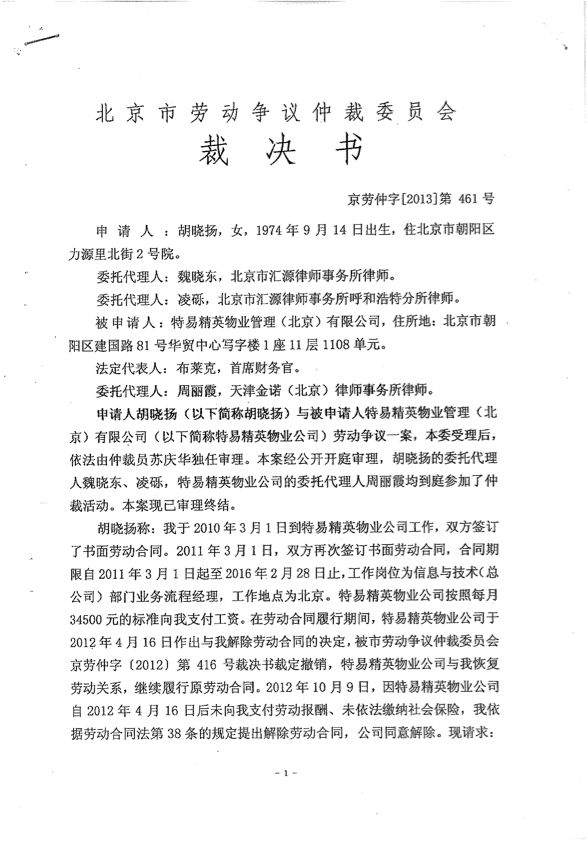 北京市劳动争议仲裁委员会
裁决书
京劳仲字[2013]第 461 号
申请人：胡晓扬，女，1974 年 9 月 14 日出生，住北京市朝阳区
力源里北街 2 号院。
委托代理人：魏晓东，北京市汇源律师事务所律师。
委托代理人：凌砾，北京市汇源律师事务所呼和浩特分所律师。
被申请人：特易精英物业管理（北京）有限公司，住所地：北京市朝
阳区建国路 81 号华贸中心写字楼 1 座 11 层 1108 单元。
法定代表人：布莱克，首席财务官。
委托代理人：周丽霞，天津金诺（北京）律师事务所律师。
申请人胡晓扬（以下简称胡晓扬）与被申请人特易精英物业管理（北
京）有限公司（以下简称特易精英物业公司）劳动争议一案，本委受理后，
依法由仲裁员苏庆华独任审理。本案经公开开庭审理，胡晓扬的委托代理
人魏晓东、凌砾，特易精英物业公司的委托代理人周丽霞均到庭参加了仲
裁活动。本案现已审理终结。
胡晓扬称：我于 2010 年 3 月 1 日到特易精英物业公司工作，双方签订
了书面劳动合同。2011 年 3 月 1 日，双方再次签订书面劳动合同，合同期
限自 2011 年 3 月 1 日起至 2016 年 2 月 28 日止，工作岗位为信息与技术（总
公司）部门业务流程经理，工作地点为北京。特易精英物业公司按照每月
34500 元的标准向我支付工资。在劳动合同履行期间，特易精英物业公司于
2012 年 4 月 16 日作出与我解除劳动合同的决定，被市劳动争议仲裁委员会
京劳仲字〔2012〕第 416 号裁决书裁定撤销，特易精英物业公司与我恢复
劳动关系，继续履行原劳动合同。2012 年 10 月 9 日，因特易精英物业公司
自 2012 年 4 月 16 日后未向我支付劳动报酬、未依法缴纳社会保险，我依
据劳动合同法第 38 条的规定提出解除劳动合同，公司同意解除。现请求：
- 1 -